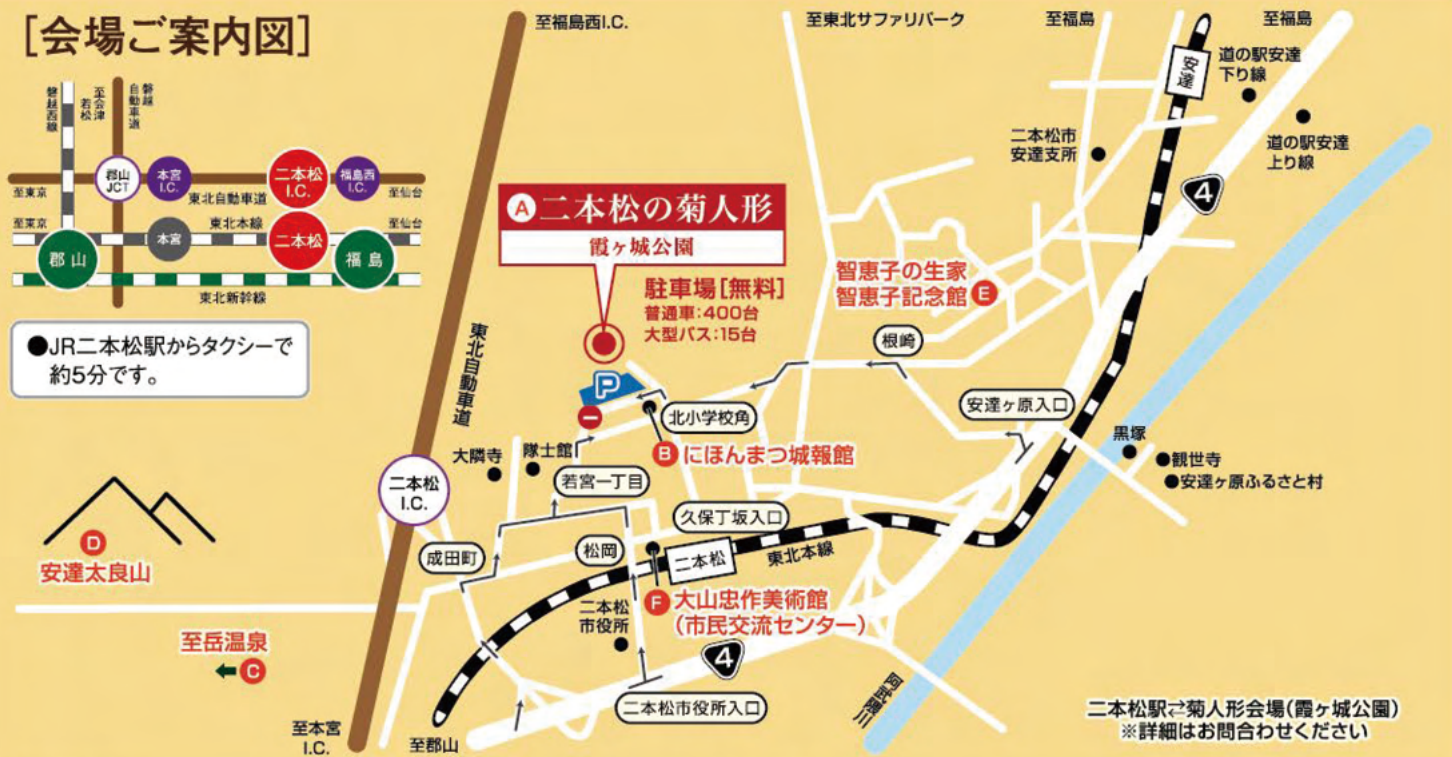 [会場ご案内図]
磐越西線
至会津
若松
磐越
自動車道
郡山
JCT
本宮
I.C.
二本松
I.C.
福島西
I.C.
至東京
東北自動車道
至仙台
至東京
東北本線
至仙台
本宮
二本松
郡山
福島
東北新幹線
●JR二本松駅からタクシーで
約5分です。
至福島西I.C.
至東北サファリパーク
至福島
至福島
安達
道の駅安達
下り線
道の駅安達
上り線
二本松市
安達支所
4
A 二本松の菊人形
霞ヶ城公園
駐車場[無料]
普通車:400台
大型バス:15台
智恵子の生家
智恵子記念館 E
根崎
東北自動車道
P
北小学校角
安達ヶ原入口
黒塚
●観世寺
●安達ヶ原ふるさと村
B にほんまつ城報館
大隣寺
隊士館
二本松
I.C.
若宮一丁目
久保丁坂入口
成田町
松岡
二本松
東北本線
D
安達太良山
F 大山忠作美術館
(市民交流センター)
二本松
市役所
至岳温泉
C
4
二本松市役所入口
阿武隈川
至本宮
I.C.
至郡山
二本松駅⇄菊人形会場(霞ヶ城公園)
※詳細はお問合わせください